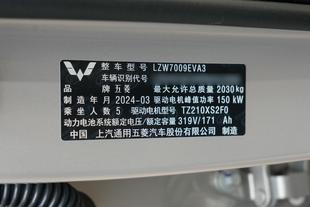 整车型号 LZW7009EVA3
车辆识别代号
品牌 五菱 最大允许总质量 2030 kg
制造年月 2024-03 驱动电机峰值功率 150 kW
乘坐人数 5 驱动电机型号 TZ210XS2F0
动力电池系统额定电压/额定容量 319V/171 Ah
中国 上汽通用五菱汽车股份有限公司 制造